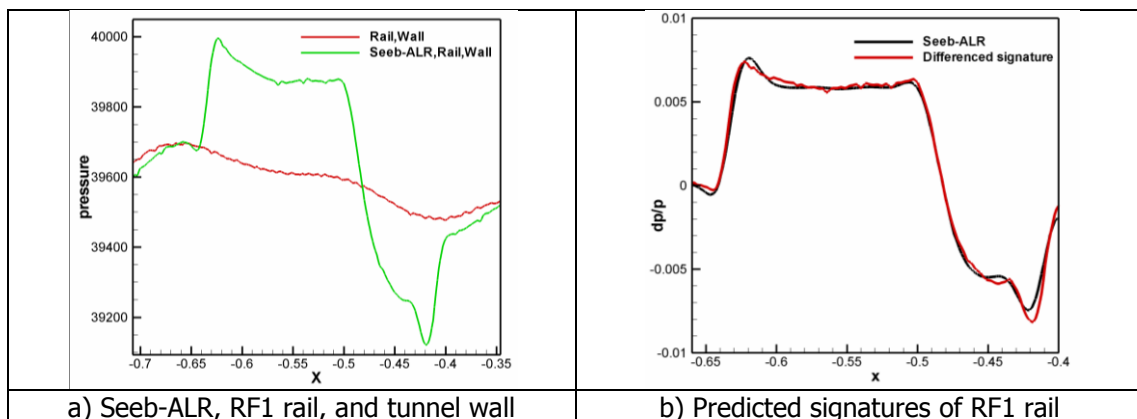 40000
39800
39600
39400
39200
pressure
Rail,Wall
Seeb-ALR,Rail,Wall
-0.7
-0.65
-0.6
-0.55
-0.5
-0.45
-0.4
-0.35
X
a) Seeb-ALR, RF1 rail, and tunnel wall
0.01
0.005
0
-0.005
-0.01
dp/p
Seeb-ALR
Differenced signature
-0.65
-0.6
-0.55
-0.5
-0.45
-0.4
x
b) Predicted signatures of RF1 rail